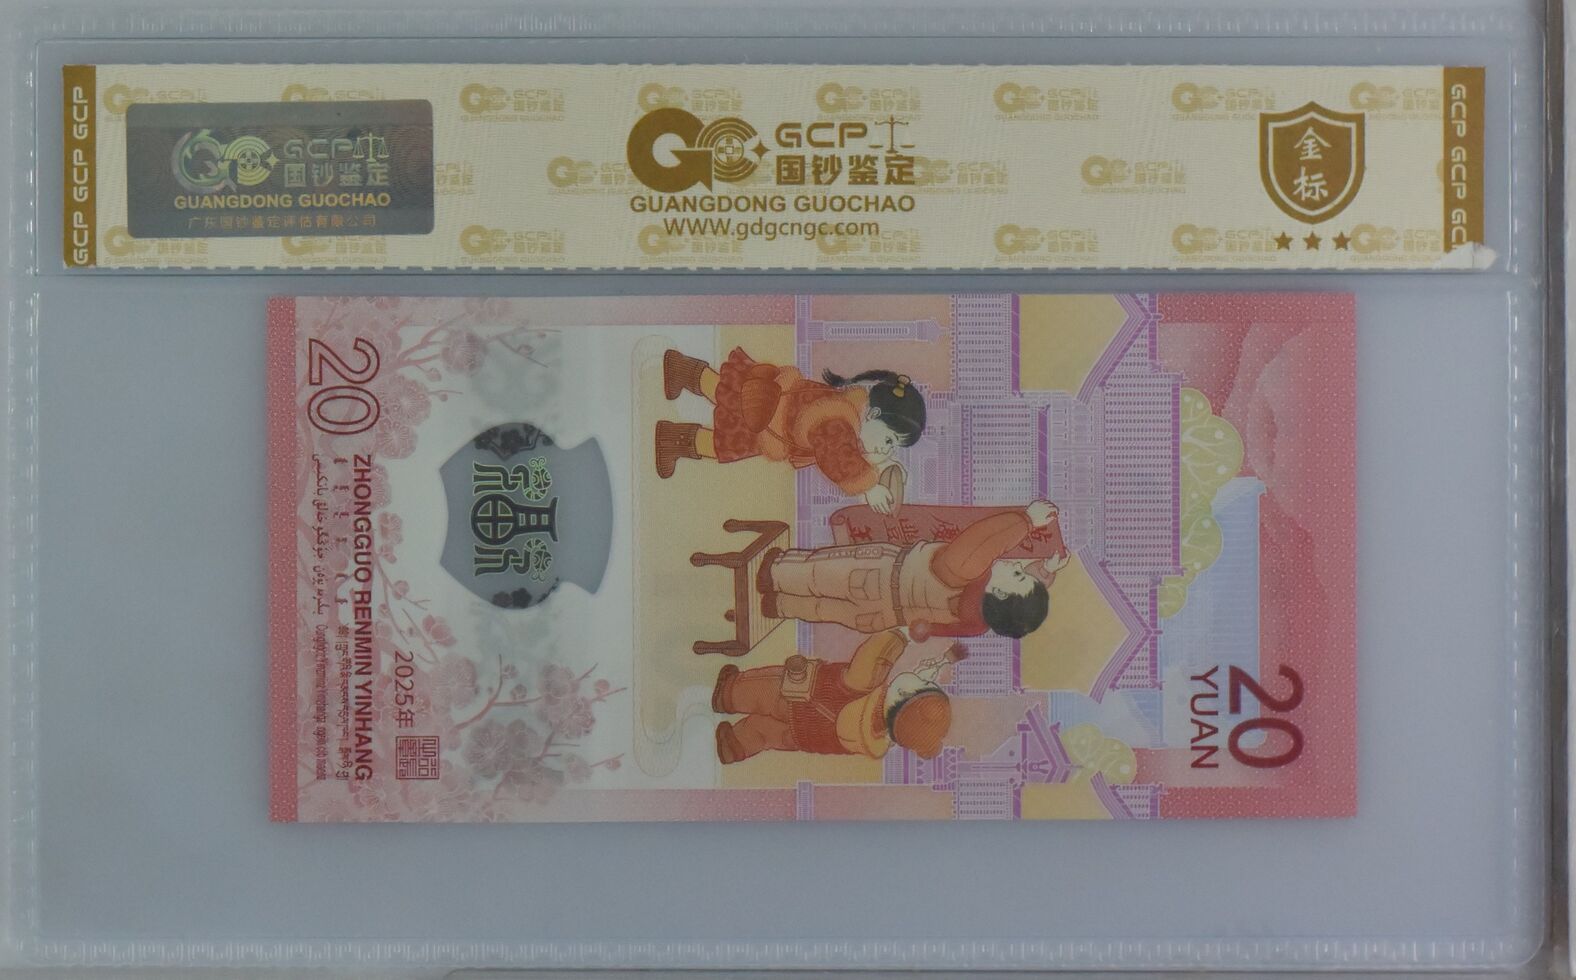 GCP GCP GCP
GCP 国钞鉴定
GUANGDONG GUOCHAO
广东国钞鉴定评估有限公司
GCP
国钞鉴定
GUANGDONG GUOCHAO
WWW.gdgcngc.com
金标
GCP GCP GC
20
ZHONGGUO RENMIN YINHANG
2025年
福
20
YUAN